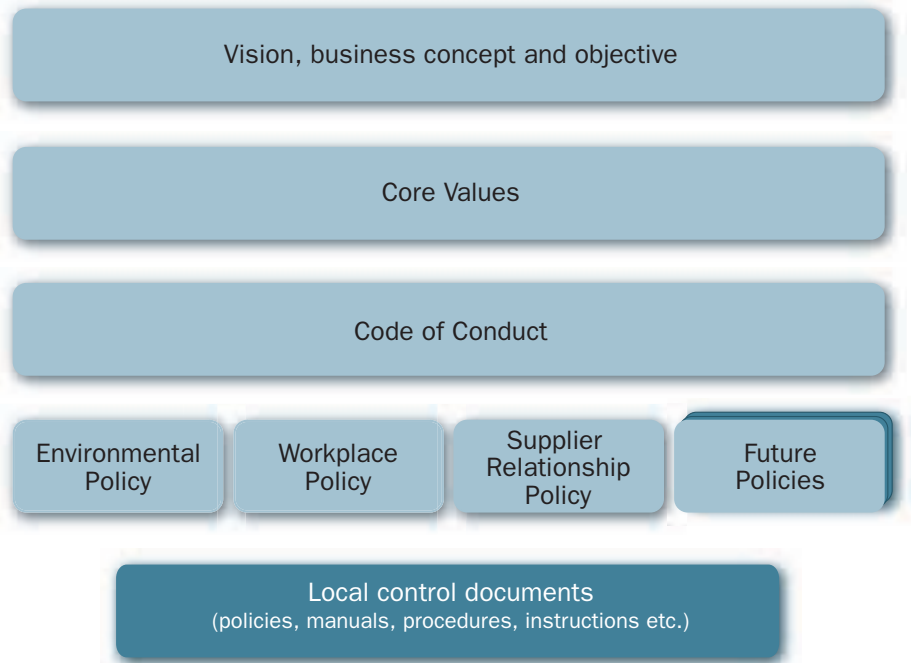 Vision, business concept and objective
Core Values
Code of Conduct
Environmental
Policy
Workplace
Policy
Supplier
Relationship
Policy
Future
Policies
Local control documents
(policies, manuals, procedures, instructions etc.)